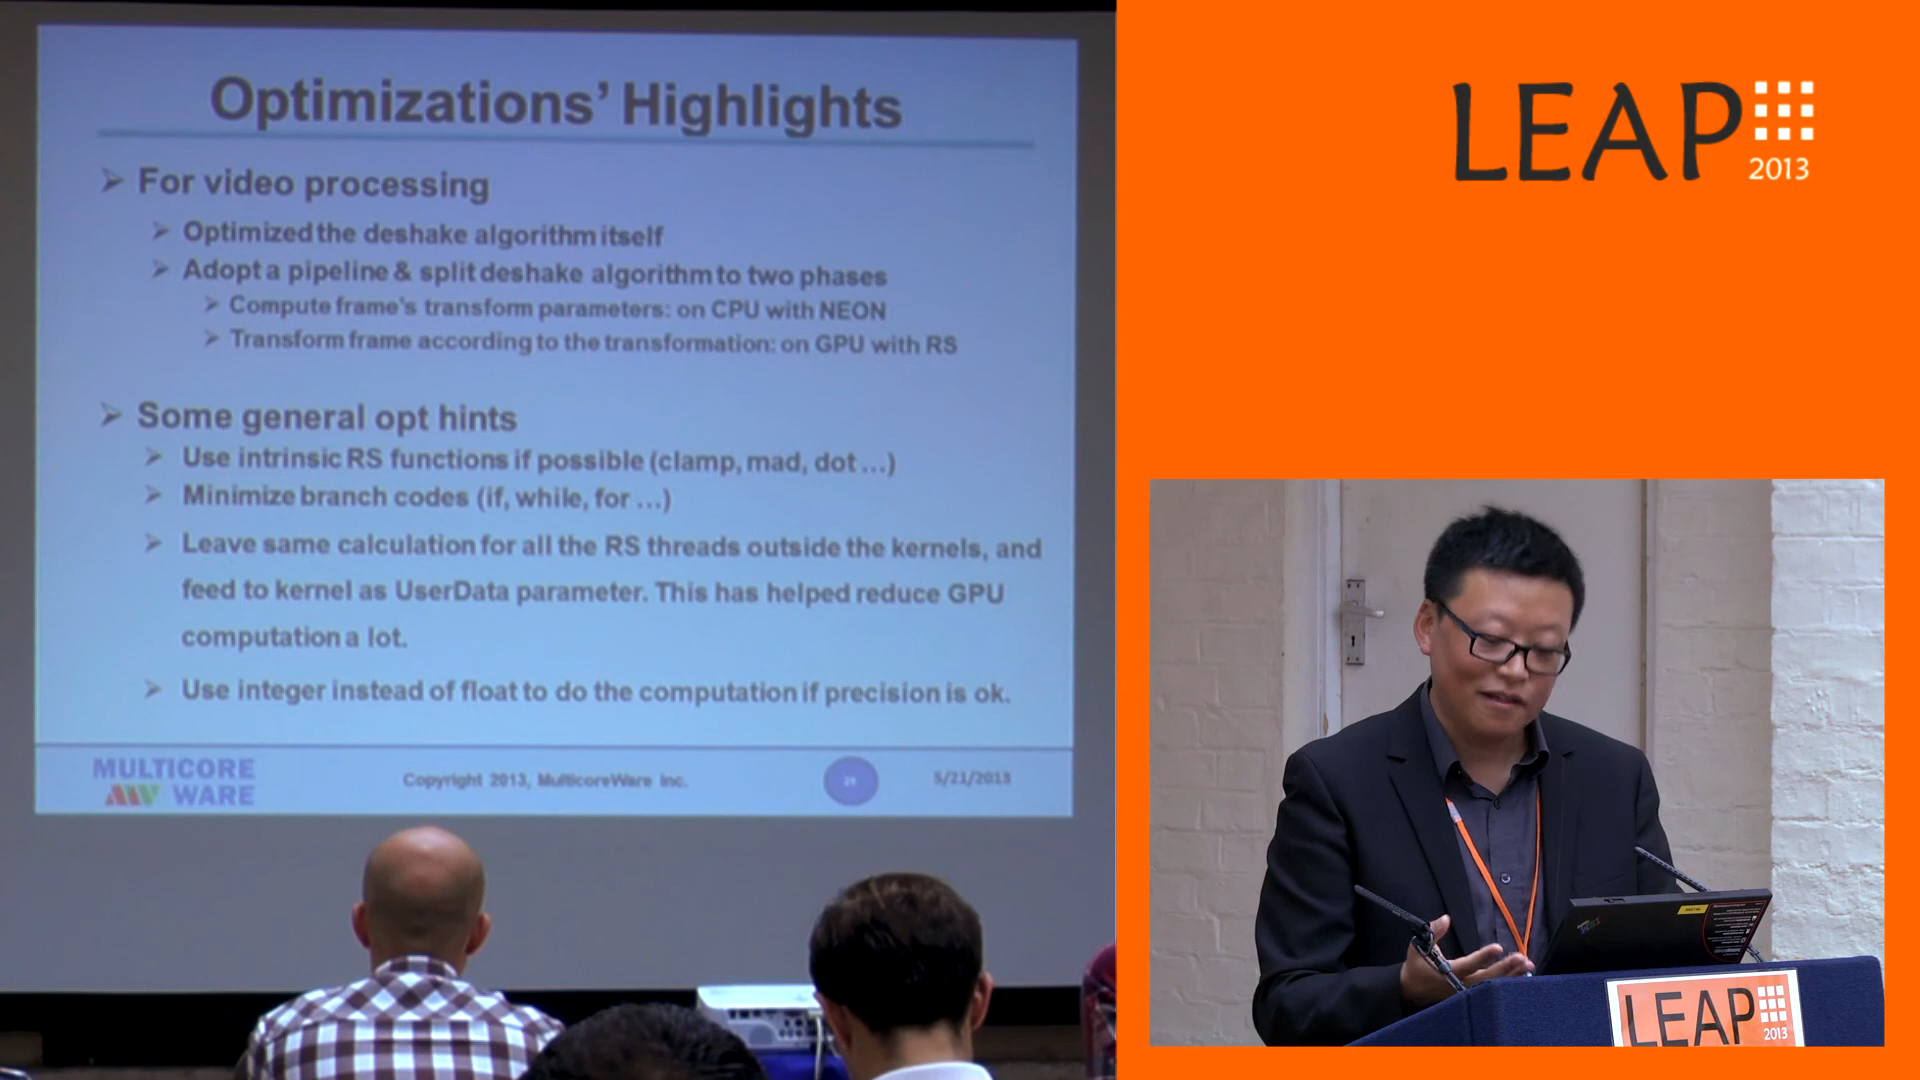 Optimizations' Highlights
For video processing
Optimized the deshake algorithm itself
Adopt a pipeline & split deshake algorithm to two phases
Compute frame's transform parameters: on CPU with NEON
Transform frame according to the transformation: on GPU with RS
Some general opt hints
Use intrinsic RS functions if possible (clamp, mad, dot ...)
Minimize branch codes (if, while, for ...)
Leave same calculation for all the RS threads outside the kernels, and
feed to kernel as UserData parameter. This has helped reduce GPU
computation a lot.
Use integer instead of float to do the computation if precision is ok.
MULTICORE
WARE
Copyright 2013, MulticoreWare Inc.
5/21/2013
LEAP
2013
LEAP
2013